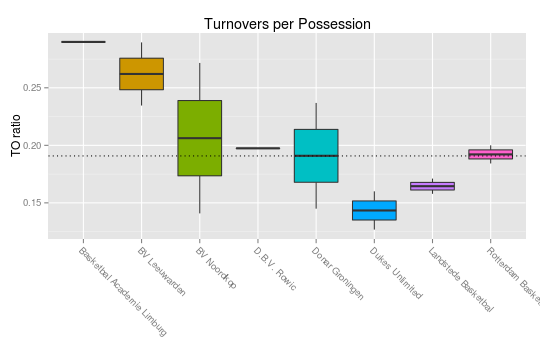 Turnovers per Possession
TO ratio
0.25
0.20
0.15
Basketbal Academie Limburg
BV Leeuwarden
BV Noordkop
D.B.V. Rowic
Donar Groningen
Dukes Unlimited
Landstede Basketbal
Rotterdam Basket